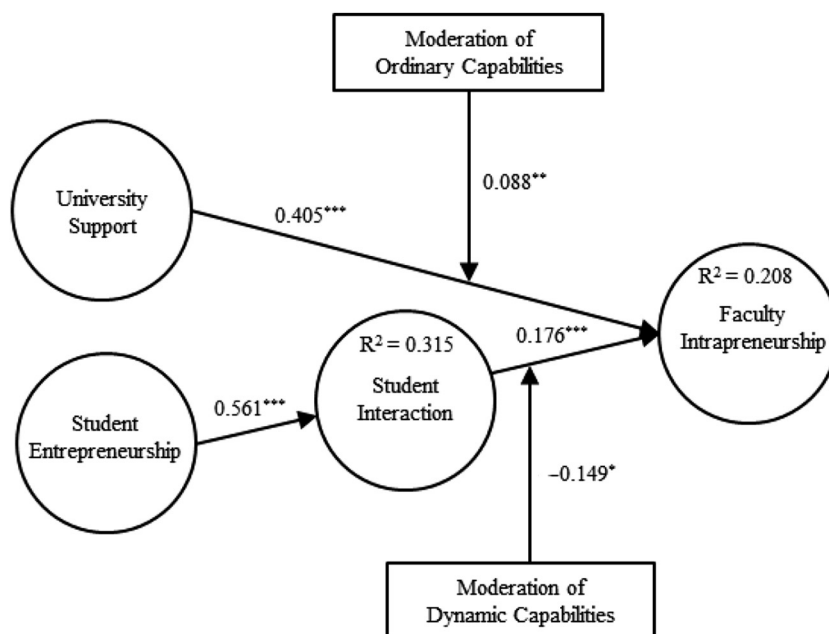 Moderation of
Ordinary Capabilities
0.088**
University
Support
0.405***
R² = 0.208
Faculty
Intrapreneurship
0.176***
R² = 0.315
Student
Interaction
0.561***
Student
Entrepreneurship
–0.149*
Moderation of
Dynamic Capabilities